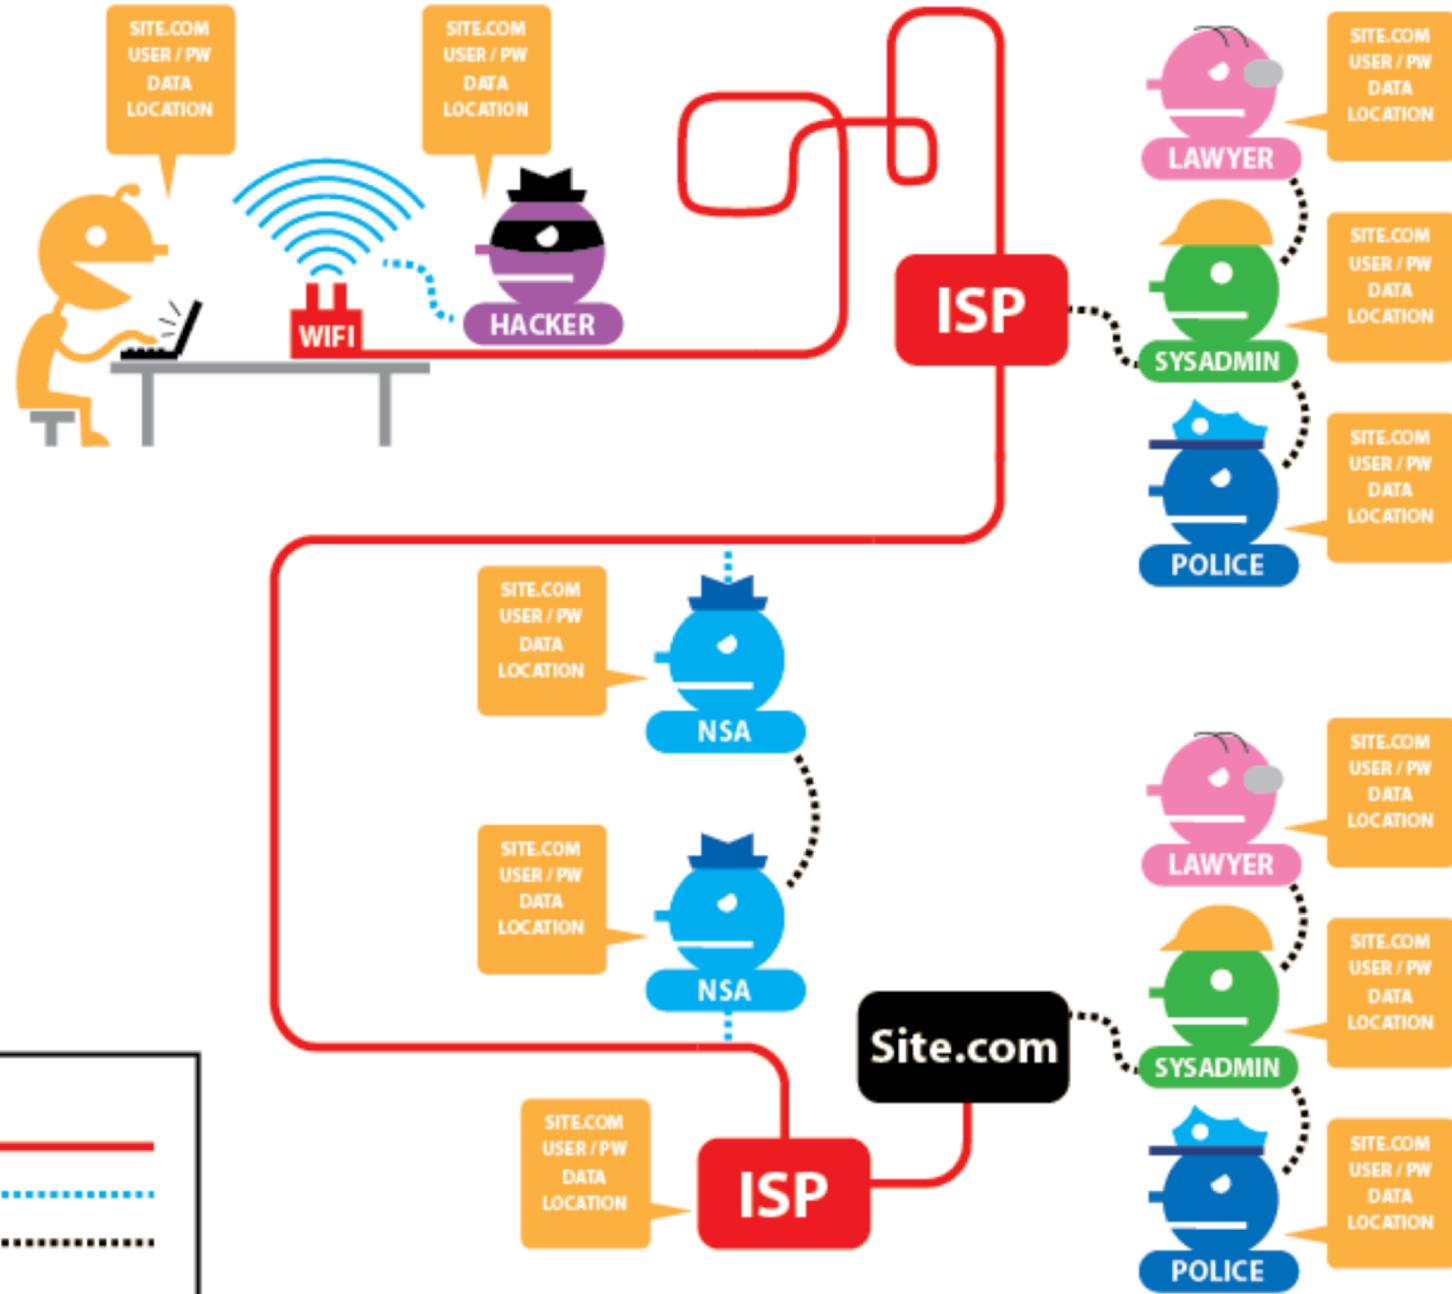 SITE.COM
USER / PW
DATA
LOCATION
SITE.COM
USER / PW
DATA
LOCATION
WIFI
HACKER
ISP
SITE.COM
USER / PW
DATA
LOCATION
LAWYER
SITE.COM
USER / PW
DATA
LOCATION
SYSADMIN
SITE.COM
USER / PW
DATA
LOCATION
POLICE
SITE.COM
USER / PW
DATA
LOCATION
NSA
SITE.COM
USER / PW
DATA
LOCATION
NSA
SITE.COM
USER / PW
DATA
LOCATION
LAWYER
Site.com
SITE.COM
USER / PW
DATA
LOCATION
SYSADMIN
SITE.COM
USER / PW
DATA
LOCATION
ISP
SITE.COM
USER / PW
DATA
LOCATION
POLICE